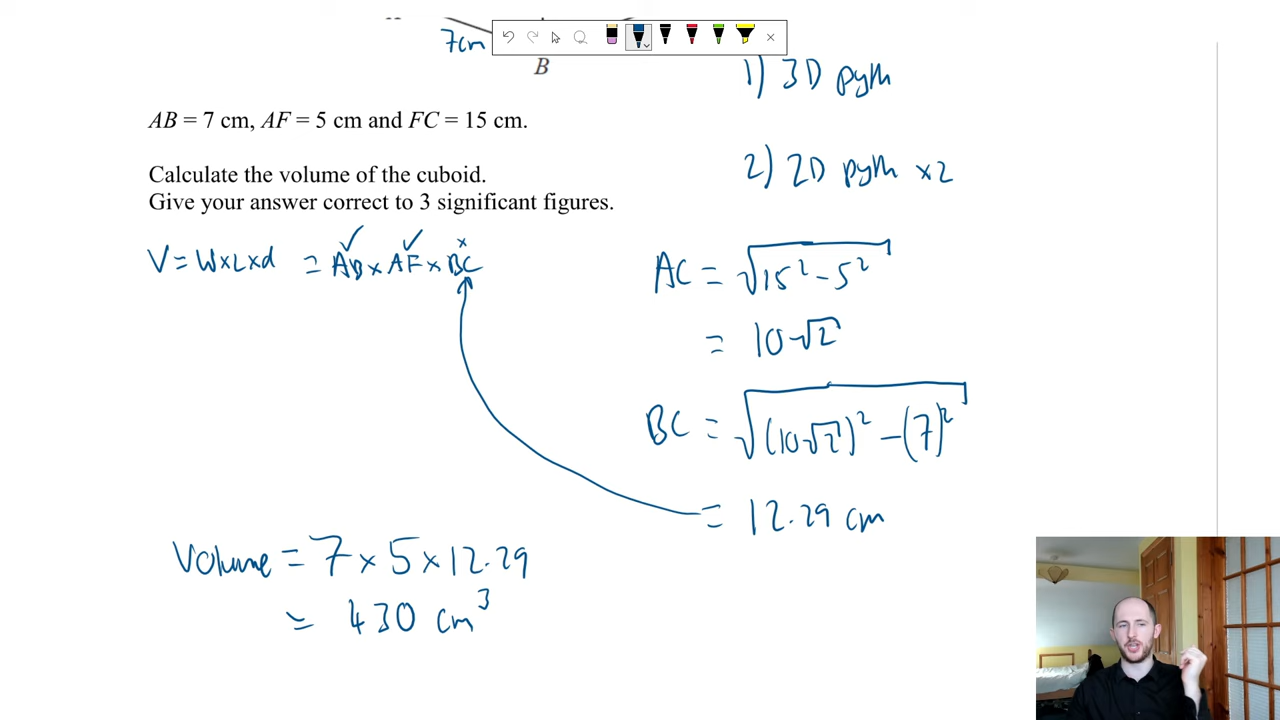 7cm
B
1) 3D pyth
AB = 7 cm, AF = 5 cm and FC = 15 cm.
2) 2D pyth ×2
Calculate the volume of the cuboid.
Give your answer correct to 3 significant figures.
V = W×L×d = AB × AF × BC
✓ ✓ ×
AC = √15² − 5²
= 10√2
BC = √(10√2)² − (7)²
= 12.29 cm
Volume = 7 × 5 × 12.29
≃ 430 cm³